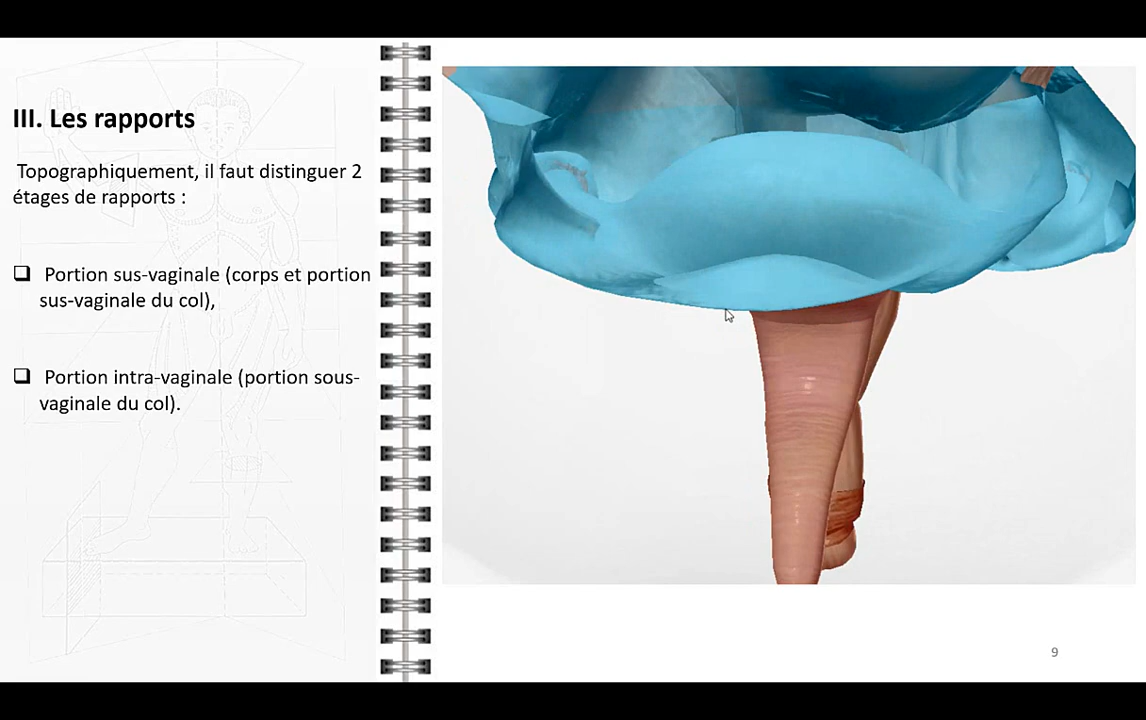 III. Les rapports
Topographiquement, il faut distinguer 2
étages de rapports :
Portion sus-vaginale (corps et portion
sus-vaginale du col),
Portion intra-vaginale (portion sous-
vaginale du col).
9